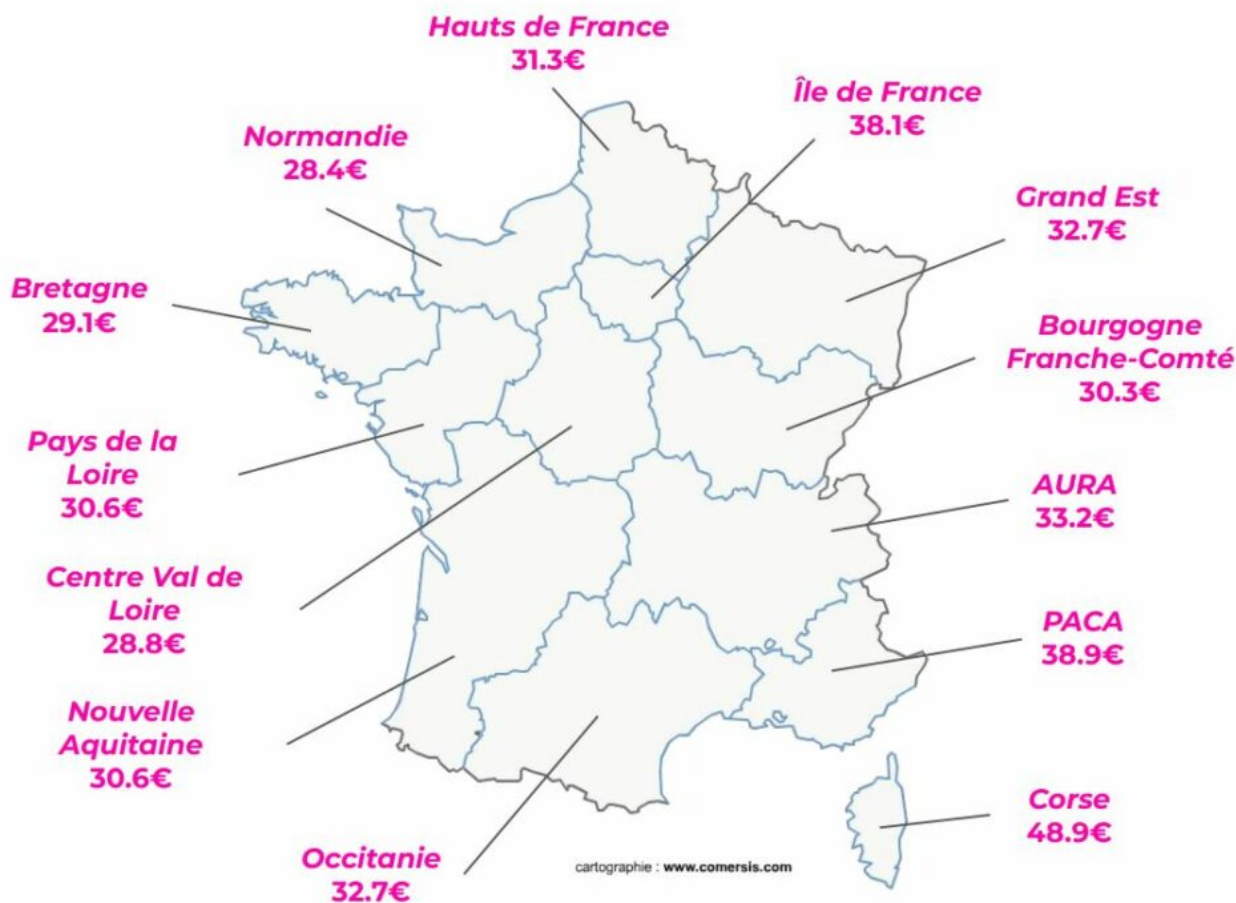 Hauts de France
31.3€
Île de France
38.1€
Normandie
28.4€
Grand Est
32.7€
Bretagne
29.1€
Bourgogne
Franche-Comté
30.3€
Pays de la
Loire
30.6€
AURA
33.2€
Centre Val de
Loire
28.8€
PACA
38.9€
Nouvelle
Aquitaine
30.6€
Corse
48.9€
Occitanie
32.7€
cartographie : www.comersis.com